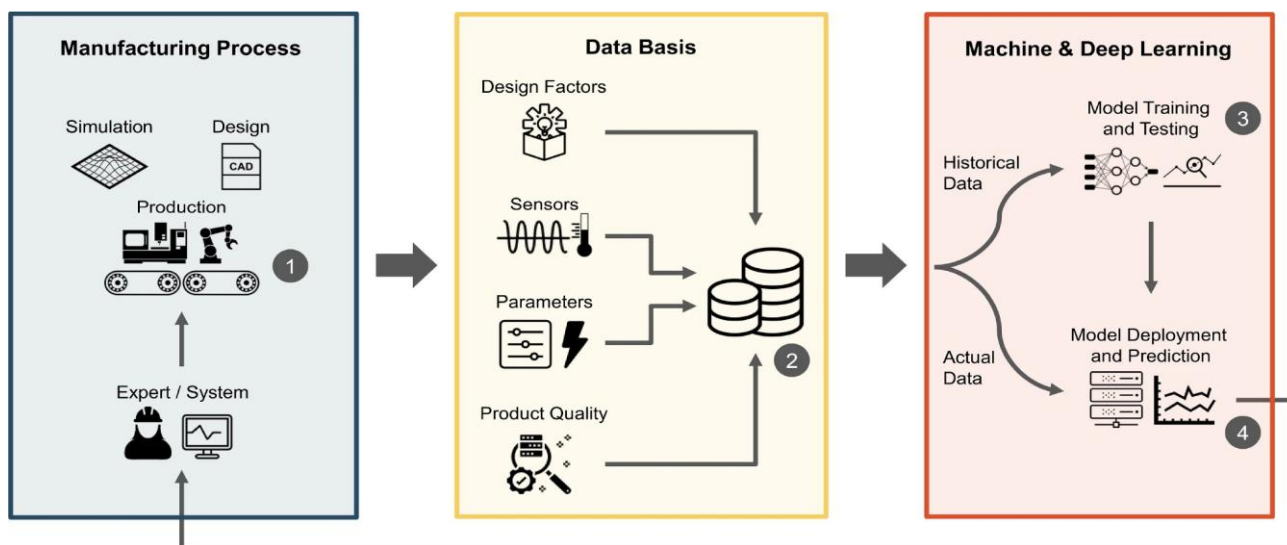 Manufacturing Process
Simulation
Design
CAD
Production
1
Expert / System
Data Basis
Design Factors
Sensors
Parameters
2
Product Quality
Machine & Deep Learning
Model Training
and Testing
3
Historical
Data
Model Deployment
and Prediction
Actual
Data
4